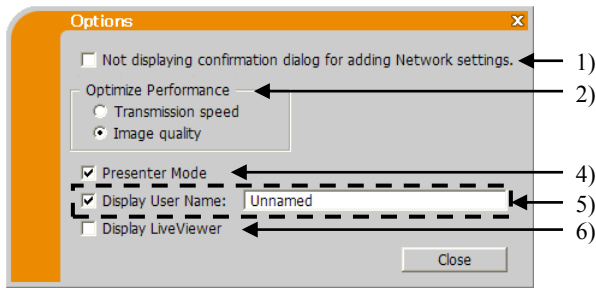 Options
Not displaying confirmation dialog for adding Network settings. 1)
Optimize Performance 2)
Transmission speed
Image quality
Presenter Mode 4)
Display User Name: Unnamed 5)
Display LiveViewer 6)
Close